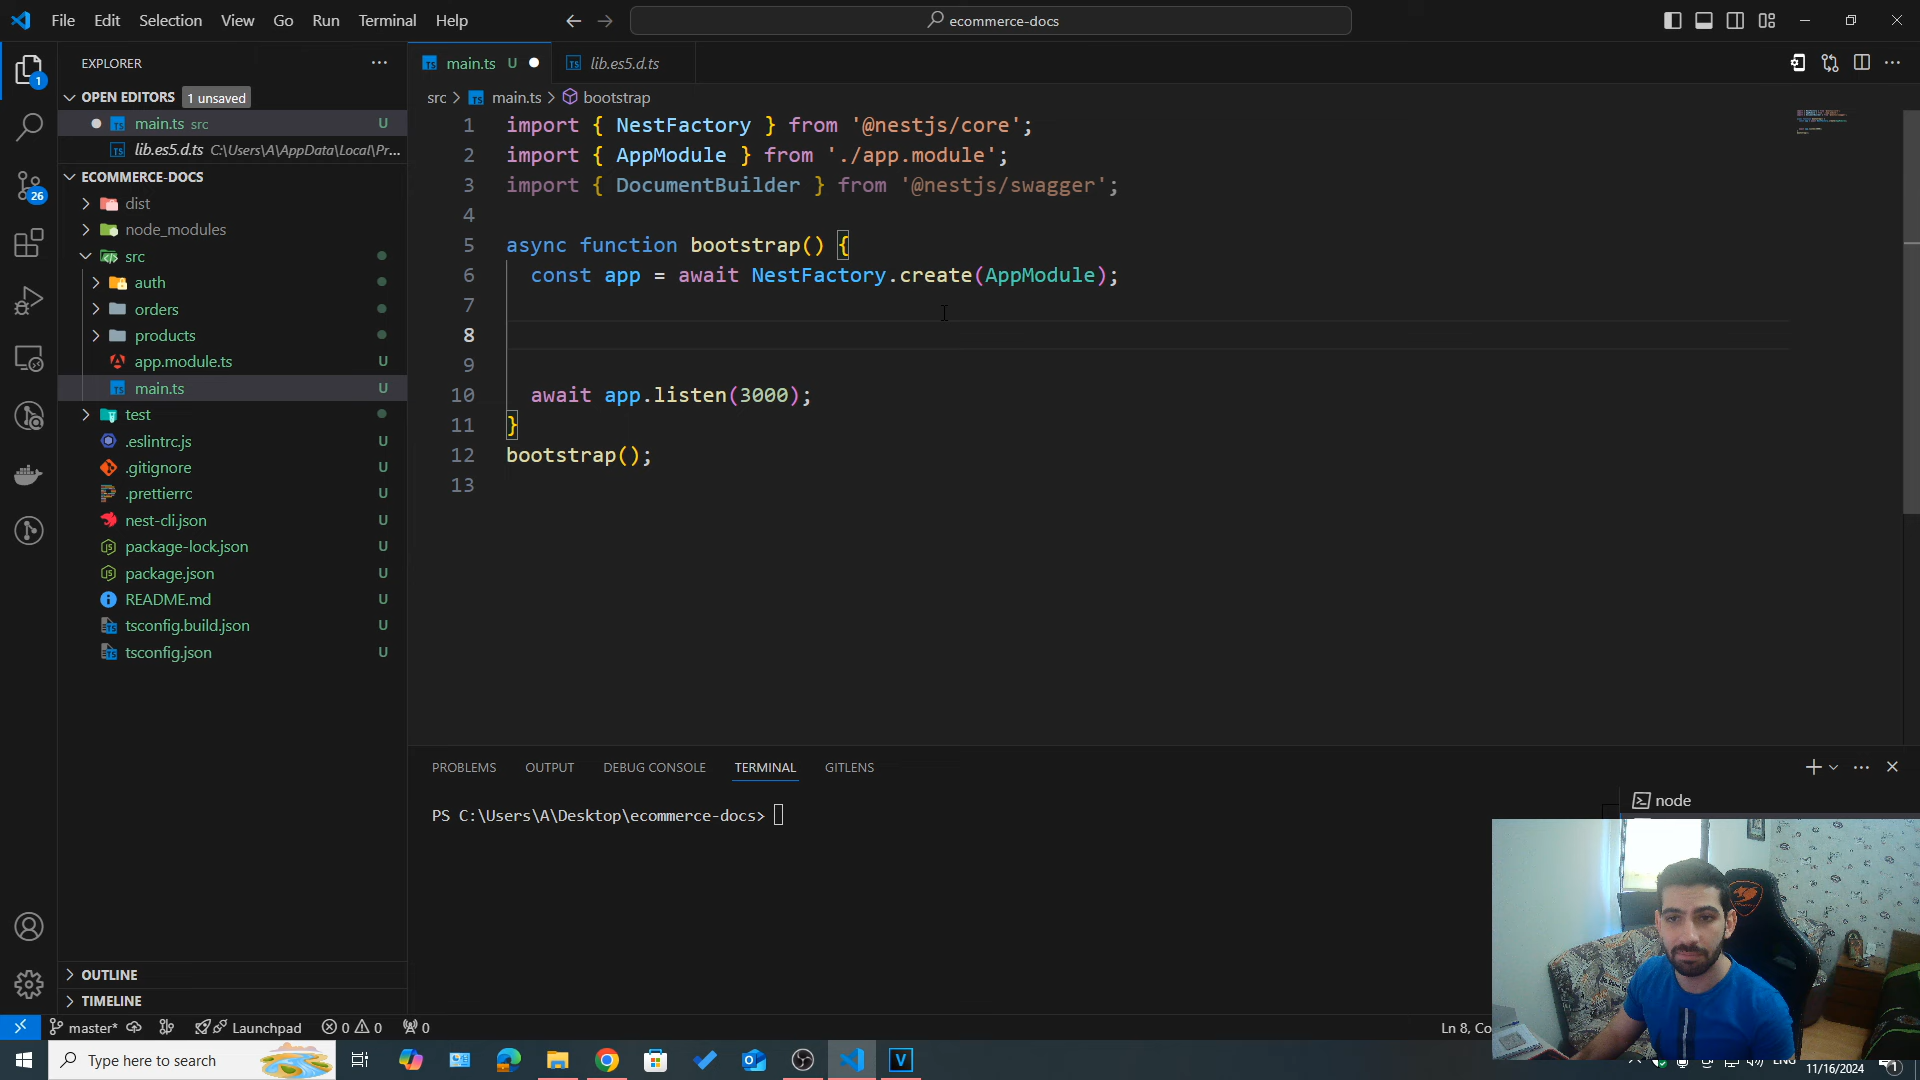 File Edit Selection View Go Run Terminal Help
ecommerce-docs
EXPLORER
main.ts U
lib.es5.d.ts
OPEN EDITORS 1 unsaved
src > main.ts > bootstrap
main.ts src U
lib.es5.d.ts C:\Users\A\AppData\Local\Pr...
ECOMMERCE-DOCS
dist
node_modules
src
auth
orders
products
app.module.ts U
main.ts U
test
.eslintrc.js U
.gitignore U
.prettierrc U
nest-cli.json U
package-lock.json U
package.json U
README.md U
tsconfig.build.json U
tsconfig.json U
1 import { NestFactory } from '@nestjs/core';
2 import { AppModule } from './app.module';
3 import { DocumentBuilder } from '@nestjs/swagger';
4
5 async function bootstrap() {
6 const app = await NestFactory.create(AppModule);
7
8
9
10 await app.listen(3000);
11 }
12 bootstrap();
13
PROBLEMS OUTPUT DEBUG CONSOLE TERMINAL GITLENS
PS C:\Users\A\Desktop\ecommerce-docs>
node
OUTLINE
TIMELINE
1
26
master* Launchpad 0 0 0
Ln 8, Co
Type here to search
ENG
11/16/2024
1